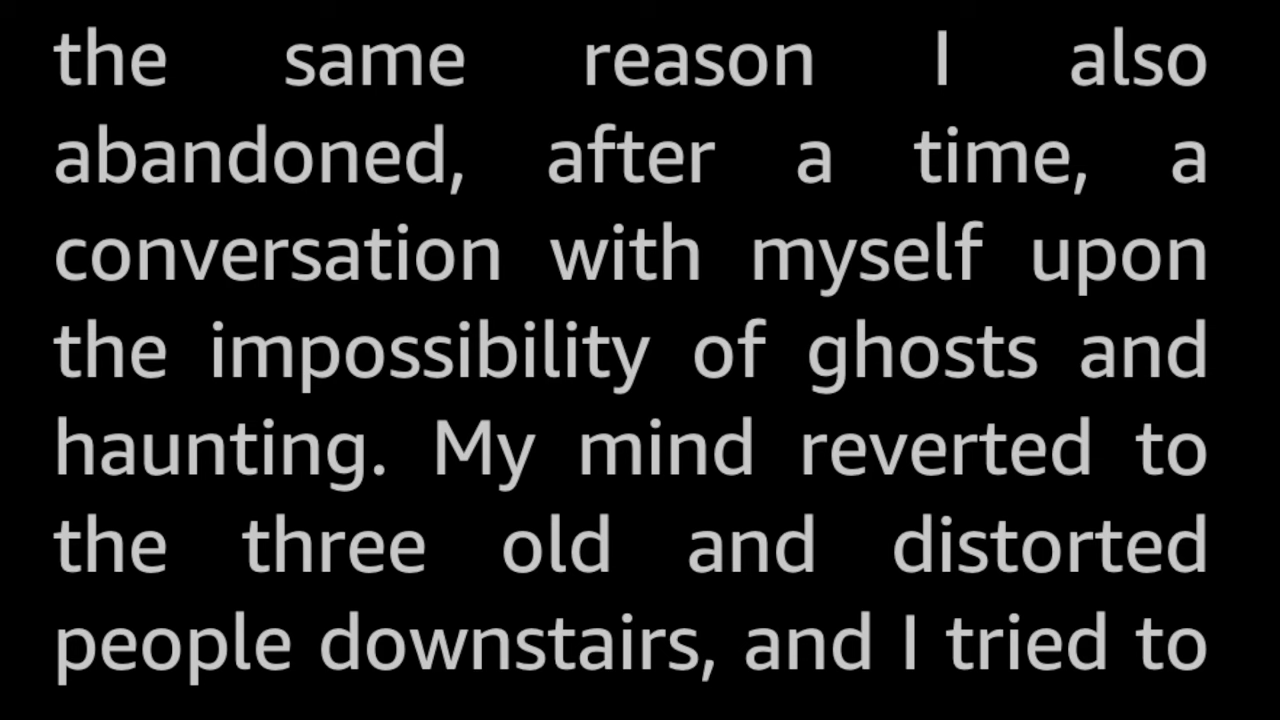 the same reason I also
abandoned, after a time, a
conversation with myself upon
the impossibility of ghosts and
haunting. My mind reverted to
the three old and distorted
people downstairs, and I tried to